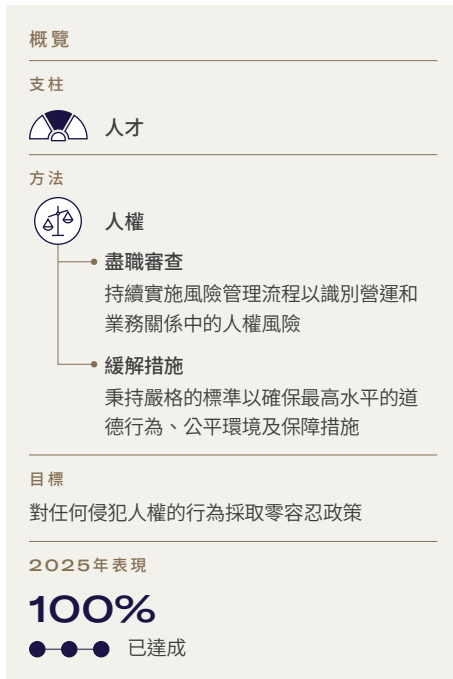 概覽
支柱
人才
方法
人權
盡職審查
持續實施風險管理流程以識別營運和
業務關係中的人權風險
緩解措施
秉持嚴格的標準以確保最高水平的道
德行為、公平環境及保障措施
目標
對任何侵犯人權的行為採取零容忍政策
2025年表現
100%
已達成